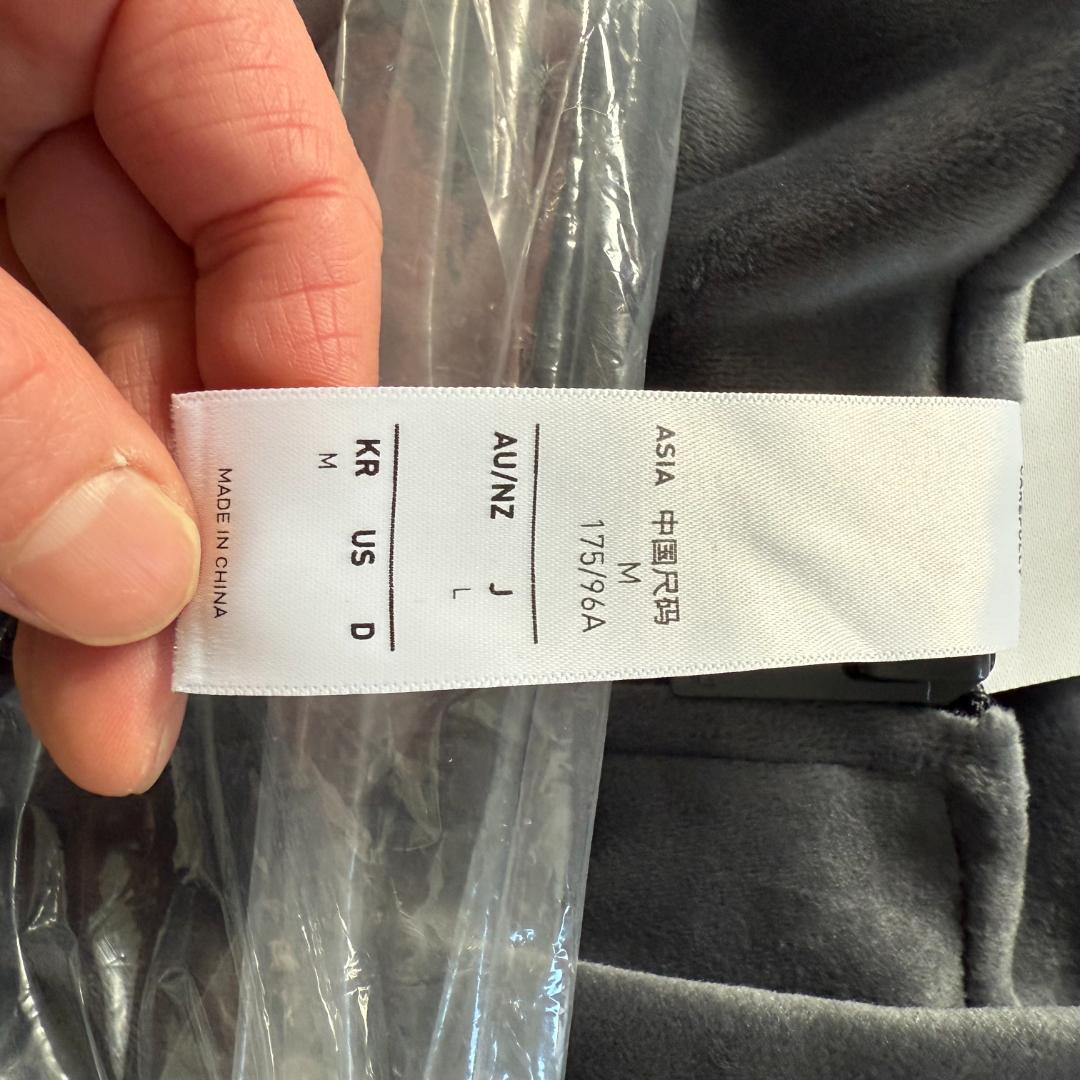 ASIA 中国尺码
M
175/96A
AU/NZ J
L
KR US D
M
MADE IN CHINA